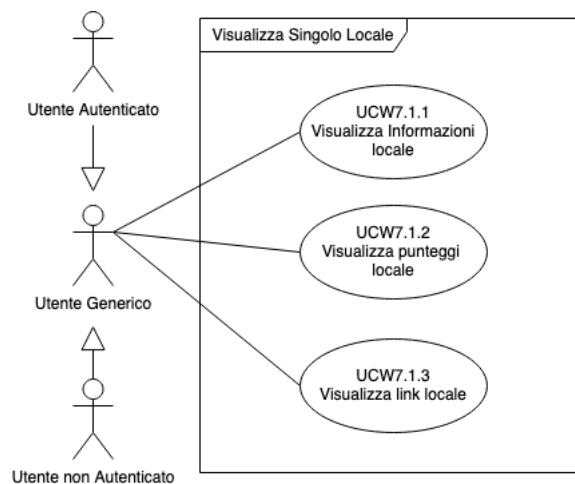 Visualizza Singolo Locale
Utente Autenticato
UCW7.1.1
Visualizza Informazioni
locale
UCW7.1.2
Visualizza punteggi
locale
Utente Generico
UCW7.1.3
Visualizza link locale
Utente non Autenticato